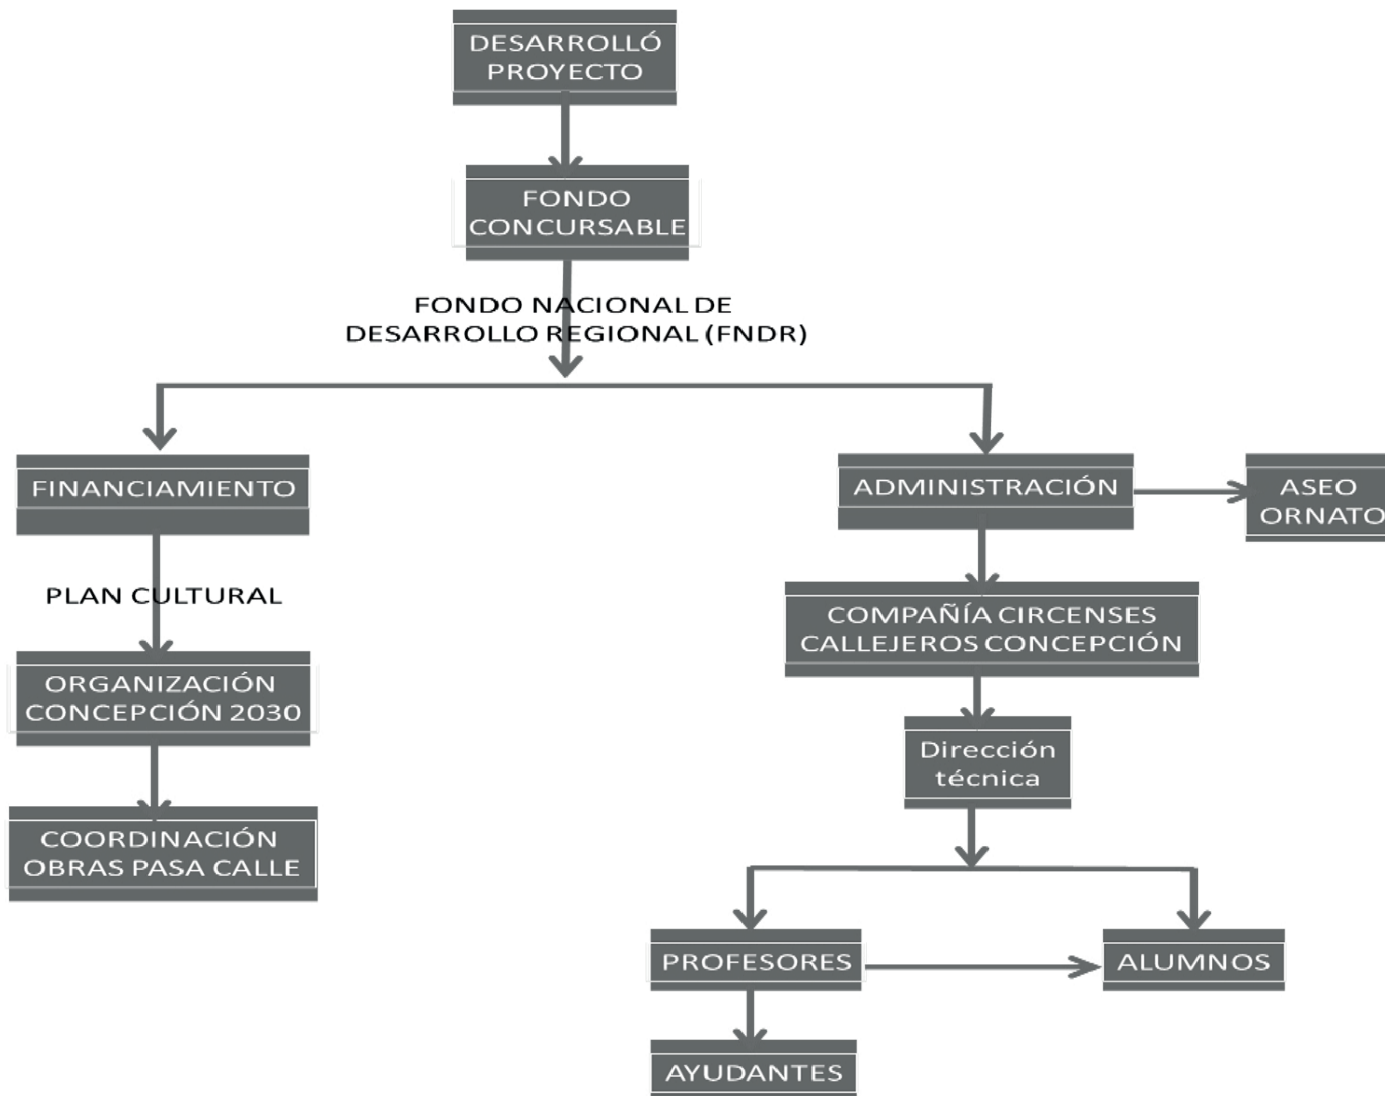 DESARROLLÓ
PROYECTO
FONDO
CONCURSABLE
FONDO NACIONAL DE
DESARROLLO REGIONAL (FNDR)
FINANCIAMIENTO
ADMINISTRACIÓN
ASEO
ORNATO
PLAN CULTURAL
COMPAÑÍA CIRCENSES
CALLEJEROS CONCEPCIÓN
ORGANIZACIÓN
CONCEPCIÓN 2030
Dirección
técnica
COORDINACIÓN
OBRAS PASA CALLE
PROFESORES
ALUMNOS
AYUDANTES